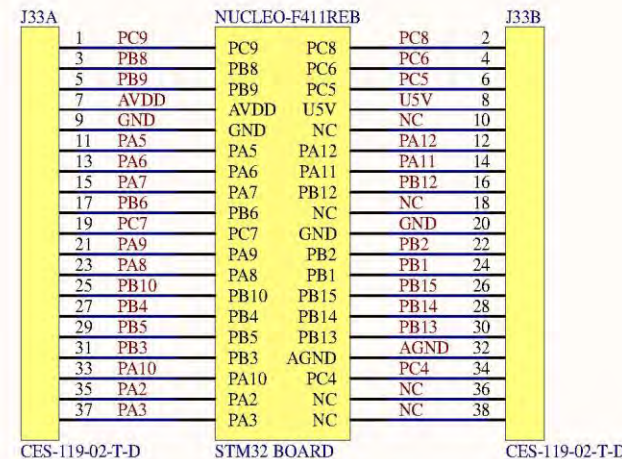 J33A NUCLEO-F411REB J33B
1 PC9 PC9 PC8 PC8 2
3 PB8 PB8 PC6 PC6 4
5 PB9 PB9 PC5 PC5 6
7 AVDD AVDD U5V U5V 8
9 GND GND NC NC 10
11 PA5 PA5 PA12 PA12 12
13 PA6 PA6 PA11 PA11 14
15 PA7 PA7 PB12 PB12 16
17 PB6 PB6 NC NC 18
19 PC7 PC7 GND GND 20
21 PA9 PA9 PB2 PB2 22
23 PA8 PA8 PB1 PB1 24
25 PB10 PB10 PB15 PB15 26
27 PB4 PB4 PB14 PB14 28
29 PB5 PB5 PB13 PB13 30
31 PB3 PB3 AGND AGND 32
33 PA10 PA10 PC4 PC4 34
35 PA2 PA2 NC NC 36
37 PA3 PA3 NC NC 38
CES-119-02-T-D STM32 BOARD CES-119-02-T-D